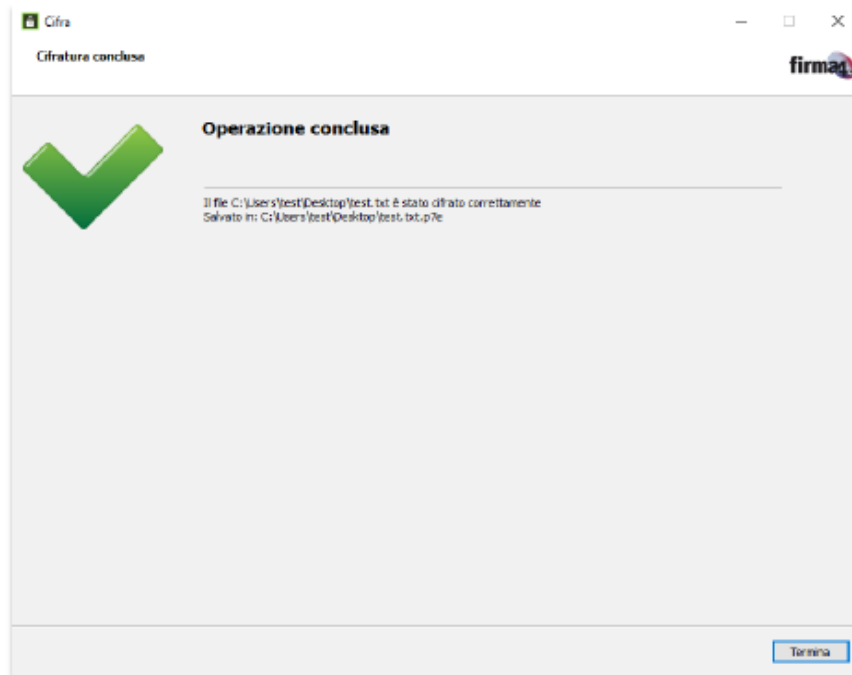 Cifra
Cifratura conclusa
firma4
Operazione conclusa
Il file C:\Users\test\Desktop\test.txt è stato cifrato correttamente
Salvato in: C:\Users\test\Desktop\test.txt.p7e
Termina